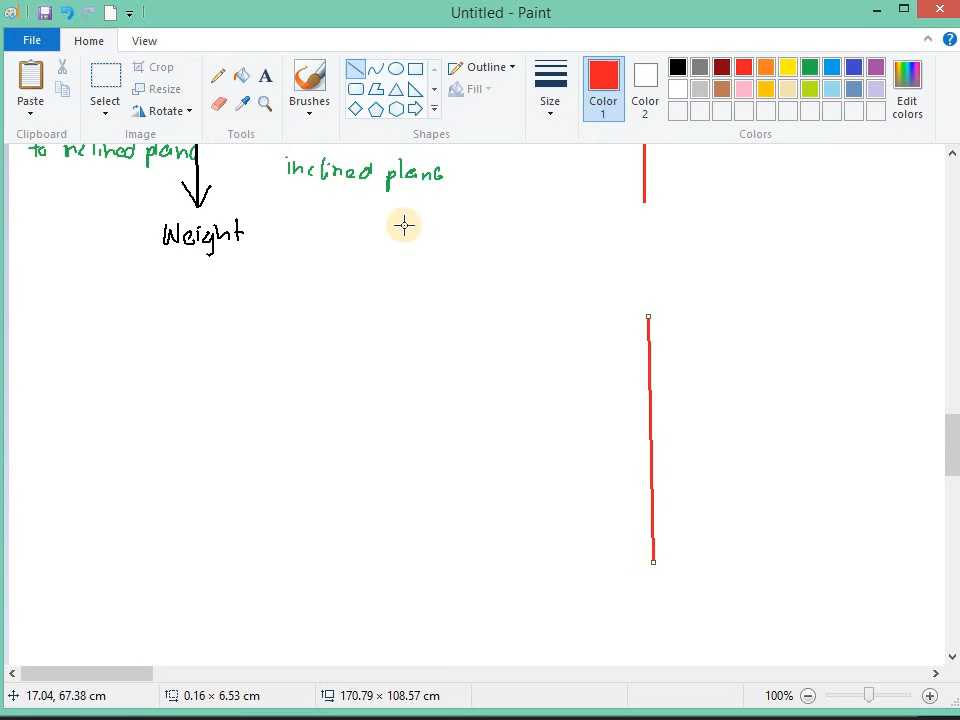 Untitled - Paint
File Home View
Paste
Select
Crop
Resize
Rotate
Brushes
Outline
Fill
Size
Color 1
Color 2
Edit colors
Clipboard Image Tools Shapes Colors
to inclined plane
inclined plane
Weight
17.04, 67.38 cm 0.16 × 6.53 cm 170.79 × 108.57 cm 100%